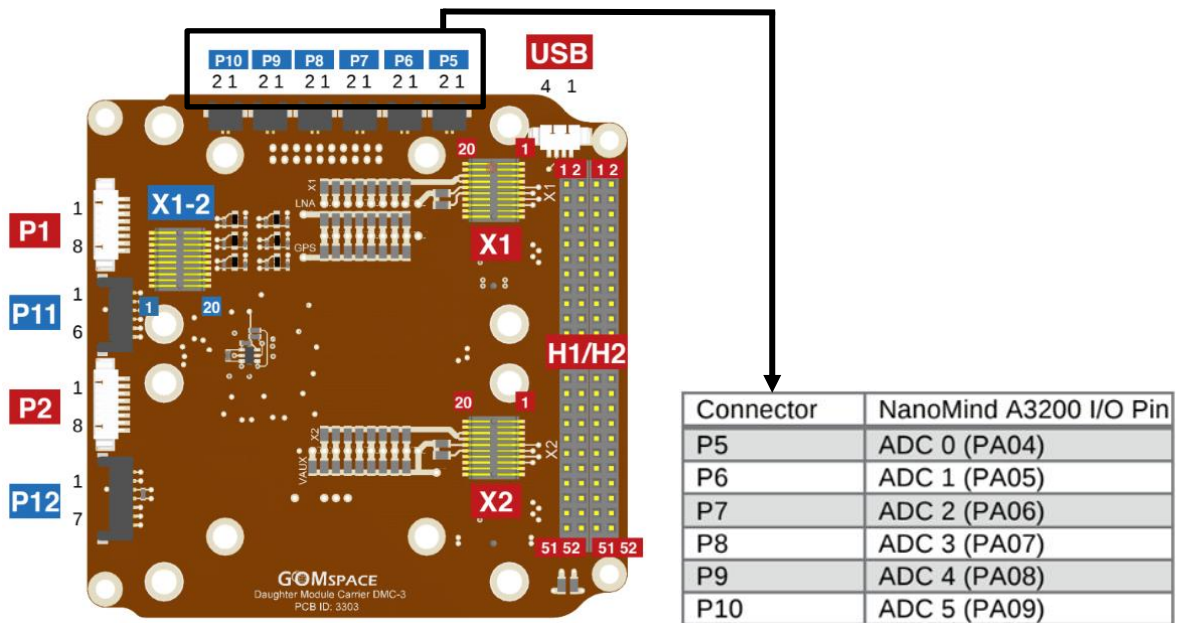 P10 P9 P8 P7 P6 P5
2 1 2 1 2 1 2 1 2 1 2 1
USB
4 1
20 1
1 2 1 2
X1
X1
LNA
X1-2
1
P1
8
X1
GPS
1
P11
6
1 20
H1/H2
1
P2
8
20 1
X2
X2
VAUX
1
P12
7
X2
51 52 51 52
GOMSPACE
Daughter Module Carrier DMC-3
PCB ID: 3303
Connector NanoMind A3200 I/O Pin
P5 ADC 0 (PA04)
P6 ADC 1 (PA05)
P7 ADC 2 (PA06)
P8 ADC 3 (PA07)
P9 ADC 4 (PA08)
P10 ADC 5 (PA09)